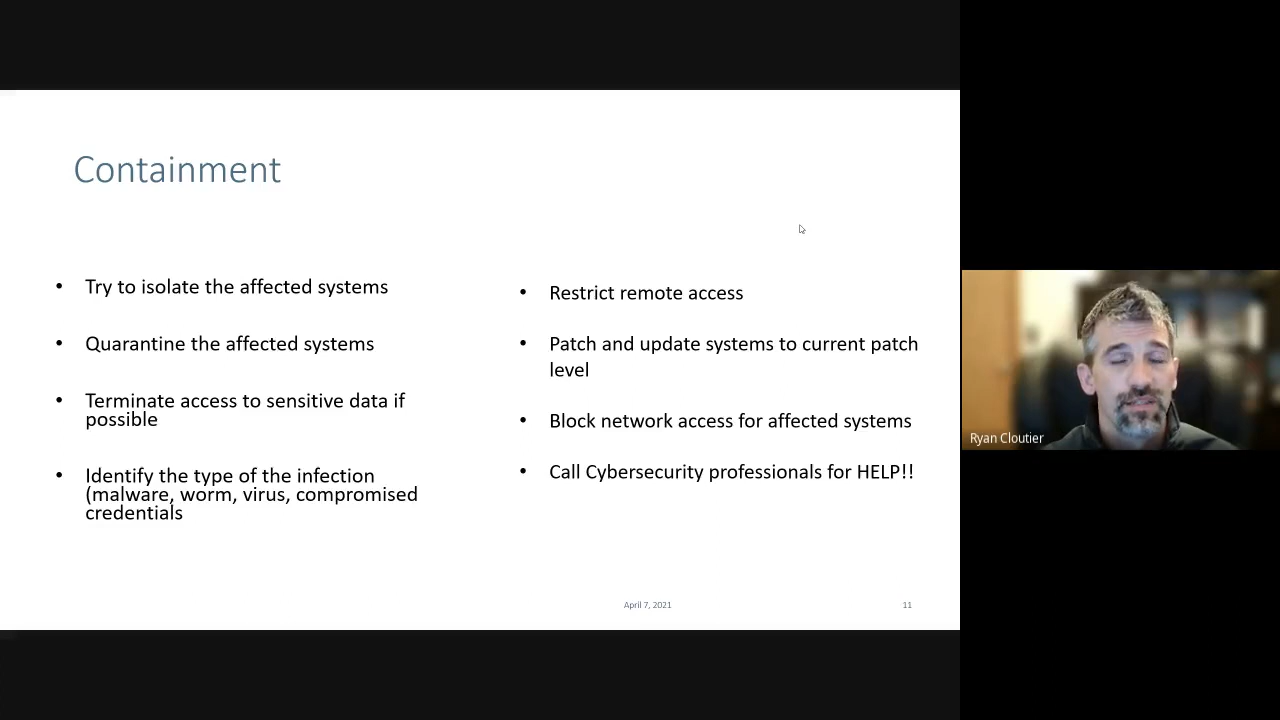 Containment
• Try to isolate the affected systems
• Quarantine the affected systems
• Terminate access to sensitive data if
possible
• Identify the type of the infection
(malware, worm, virus, compromised
credentials
• Restrict remote access
• Patch and update systems to current patch
level
• Block network access for affected systems
• Call Cybersecurity professionals for HELP!!
April 7, 2021
11
Ryan Cloutier